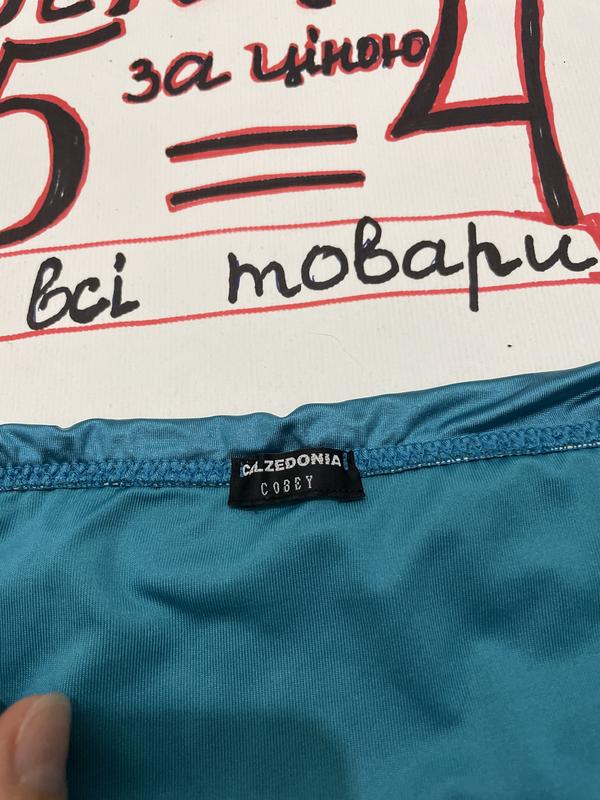 за ціною
5 = 4
всі товари
CALZEDONIA
COBEY